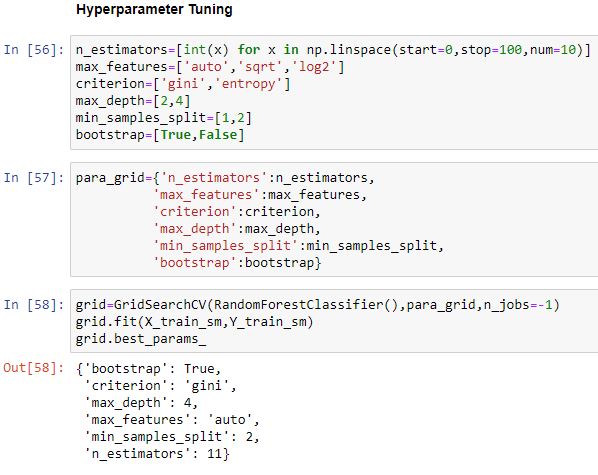 Hyperparameter Tuning
In [56]: n_estimators=[int(x) for x in np.linspace(start=0,stop=100,num=10)]
max_features=['auto','sqrt','log2']
criterion=['gini','entropy']
max_depth=[2,4]
min_samples_split=[1,2]
bootstrap=[True,False]
In [57]: para_grid={'n_estimators':n_estimators,
'max_features':max_features,
'criterion':criterion,
'max_depth':max_depth,
'min_samples_split':min_samples_split,
'bootstrap':bootstrap}
In [58]: grid=GridSearchCV(RandomForestClassifier(),para_grid,n_jobs=-1)
grid.fit(X_train_sm,Y_train_sm)
grid.best_params_
Out[58]: {'bootstrap': True,
'criterion': 'gini',
'max_depth': 4,
'max_features': 'auto',
'min_samples_split': 2,
'n_estimators': 11}